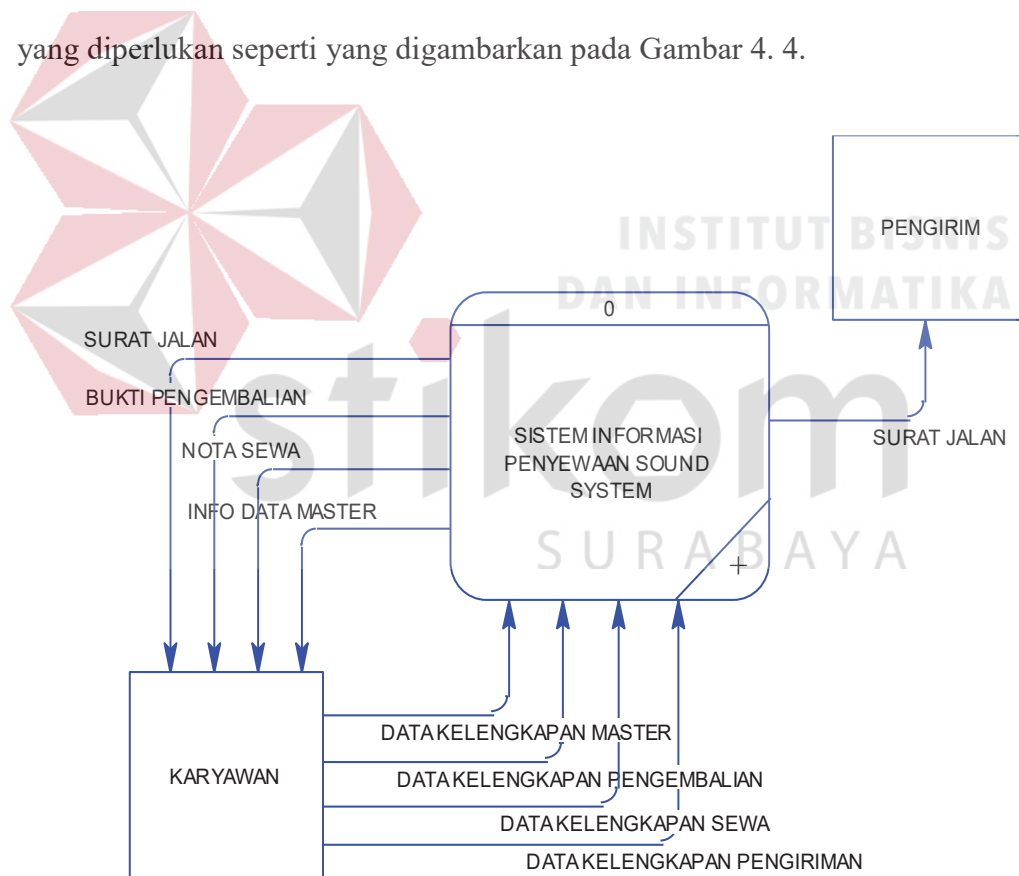 yang diperlukan seperti yang digambarkan pada Gambar 4. 4.
PENGIRIM
INSTITUT BISNIS
DAN INFORMATIKA
0
SURAT JALAN
BUKTI PENGEMBALIAN
NOTA SEWA
INFO DATA MASTER
SISTEM INFORMASI
PENYEWAAN SOUND
SYSTEM
SURAT JALAN
stikom
SURABAYA
+
DATA KELENGKAPAN MASTER
KARYAWAN
DATA KELENGKAPAN PENGEMBALIAN
DATA KELENGKAPAN SEWA
DATA KELENGKAPAN PENGIRIMAN